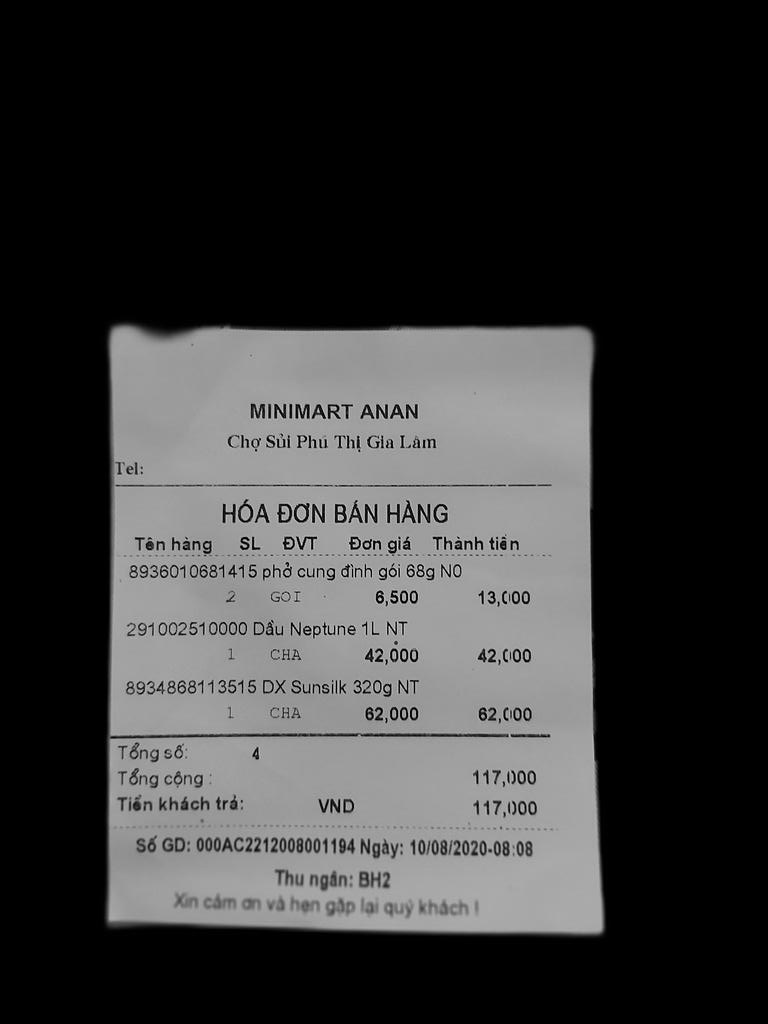 MINIMART ANAN
Chợ Sủi Phú Thị Gia Lâm
Tel:
HÓA ĐƠN BÁN HÀNG
Tên hàng SL ĐVT Đơn giá Thành tiền
8936010681415 phở cung đình gói 68g N0
2 GOI 6,500 13,000
291002510000 Dầu Neptune 1L NT
1 CHA 42,000 42,000
8934868113515 DX Sunsilk 320g NT
1 CHA 62,000 62,000
Tổng số: 4
Tổng cộng : 117,000
Tiền khách trả: VND 117,000
Số GD: 000AC2212008001194 Ngày: 10/08/2020-08:08
Thu ngân: BH2
Xin cảm ơn và hẹn gặp lại quý khách !